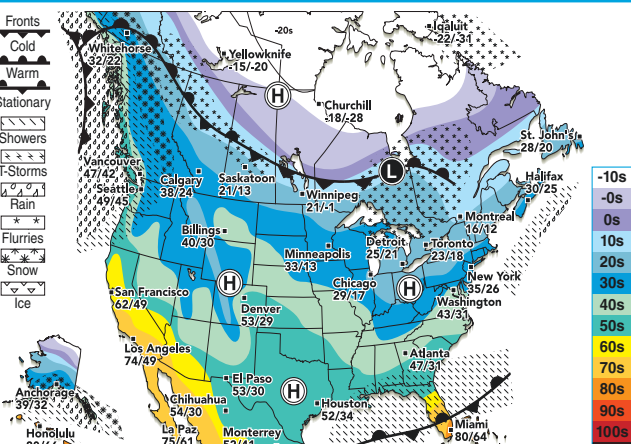 Fronts
Cold
Warm
Stationary
Showers
T-Storms
Rain
Flurries
Snow
Ice
-20s
Whitehorse
32/22
Yellowknife
-15/-20
Iqaluit
-22/-31
H
Churchill
-18/-28
St. John's
28/20
Vancouver
47/42
Seattle
49/45
Calgary
38/24
Saskatoon
21/13
Winnipeg
21/-1
L
Halifax
30/25
Montreal
16/12
Billings
40/30
Minneapolis
33/13
Detroit
25/21
Toronto
23/18
Chicago
29/17
New York
35/26
Washington
43/31
H
H
San Francisco
62/49
Denver
53/29
Los Angeles
74/49
Atlanta
47/31
El Paso
53/30
H
Houston
52/34
Chihuahua
54/30
Miami
80/64
La Paz
75/61
Monterrey
Anchorage
39/32
Honolulu
-10s
-0s
0s
10s
20s
30s
40s
50s
60s
70s
80s
90s
100s